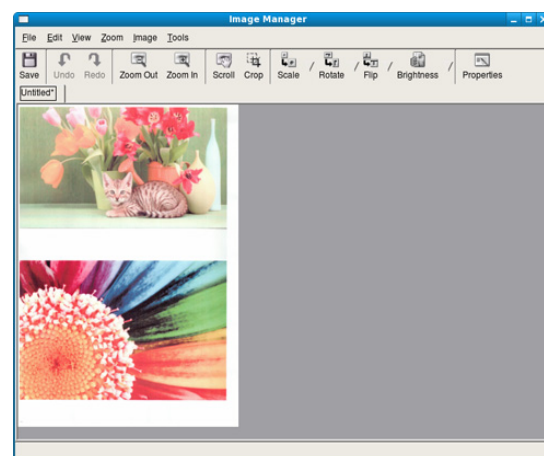 Image Manager
File Edit View Zoom Image Tools
Save Undo Redo Zoom Out Zoom In Scroll Crop Scale / Rotate / Flip / Brightness / Properties
Untitled*